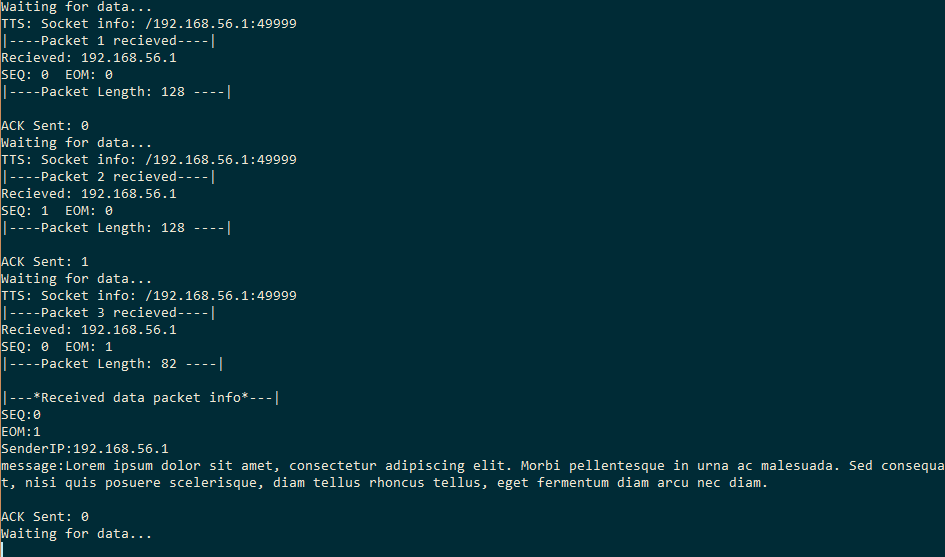 Waiting for data...
TTS: Socket info: /192.168.56.1:49999
|----Packet 1 recieved----|
Recieved: 192.168.56.1
SEQ: 0  EOM: 0
|----Packet Length: 128 ----|
ACK Sent: 0
Waiting for data...
TTS: Socket info: /192.168.56.1:49999
|----Packet 2 recieved----|
Recieved: 192.168.56.1
SEQ: 1  EOM: 0
|----Packet Length: 128 ----|
ACK Sent: 1
Waiting for data...
TTS: Socket info: /192.168.56.1:49999
|----Packet 3 recieved----|
Recieved: 192.168.56.1
SEQ: 0  EOM: 1
|----Packet Length: 82 ----|
|---*Received data packet info*---|
SEQ:0
EOM:1
SenderIP:192.168.56.1
message:Lorem ipsum dolor sit amet, consectetur adipiscing elit. Morbi pellentesque in urna ac malesuada. Sed consequa
t, nisi quis posuere scelerisque, diam tellus rhoncus tellus, eget fermentum diam arcu nec diam.
ACK Sent: 0
Waiting for data...